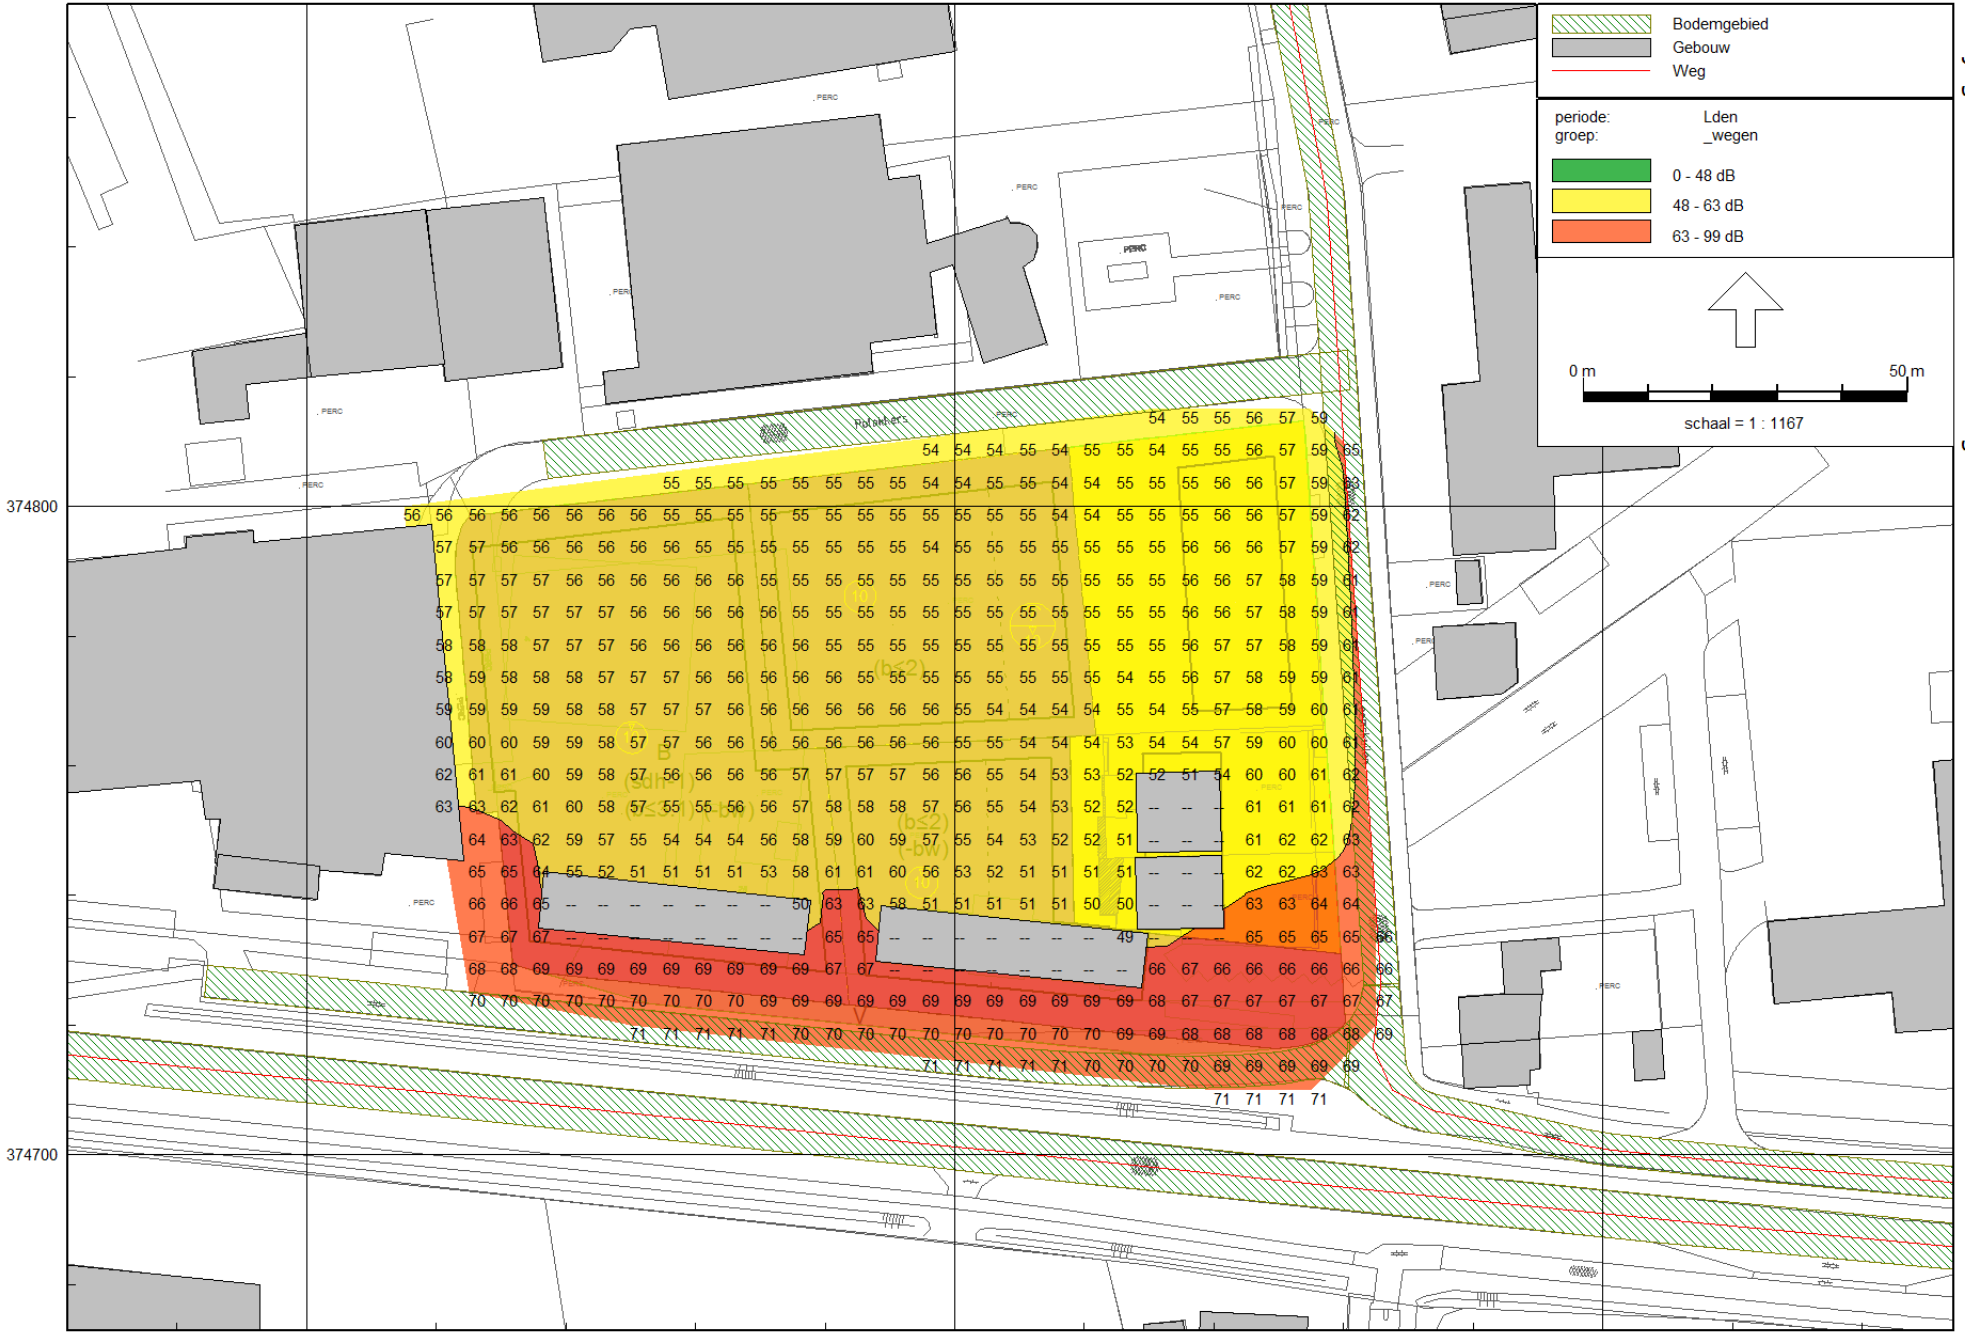 Bodemgebied
Gebouw
Weg
periode: Lden
groep: _wegen
0 - 48 dB
48 - 63 dB
63 - 99 dB
0 m 50 m
schaal = 1 : 1167
PERC
PERC
PERC
PERC
PERC
PERC
PERC
PERC
PERC
PERC
54 55 55 56 57 59
54 54 54 55 54 55 55 54 55 55 56 57 59 65
55 55 55 55 55 55 55 55 54 54 55 54 54 55 55 55 56 56 57 59 63
374800
56 56 56 56 56 56 56 56 55 55 55 55 55 55 55 55 55 55 55 55 54 54 55 55 55 56 56 57 59 62
57 57 56 56 56 56 56 56 55 55 55 55 55 55 55 54 55 55 55 55 55 55 55 56 56 56 57 59 62
57 57 57 57 56 56 56 56 56 56 55 55 55 55 55 55 55 55 55 55 55 55 55 56 56 57 58 59 61
57 57 57 57 57 57 56 56 56 56 56 55 55 55 55 55 55 55 55 55 55 55 55 56 56 57 58 59 61
58 58 58 57 57 57 56 56 56 56 56 56 55 55 55 55 55 55 55 55 55 55 55 56 57 57 58 59 61
(b≤2)
58 59 58 58 58 57 57 57 56 56 56 56 56 55 55 55 55 55 55 55 55 54 55 56 57 58 59 59 61
59 59 59 59 58 58 57 57 57 56 56 56 56 56 56 56 55 54 54 54 54 55 54 55 57 58 59 60 61
60 60 60 59 59 58 57 57 56 56 56 56 56 56 56 56 55 55 54 54 54 53 54 54 57 59 60 60 61
B
62 61 61 60 59 58 57 56 56 56 56 57 57 57 57 56 56 55 54 53 53 52 52 51 54 60 60 61 62
63 63 62 61 60 58 57 55 55 56 56 57 58 58 58 57 56 55 54 53 52 52 -- -- -- 61 61 61 62
(b≤2)
(-bw)
64 63 62 59 57 55 54 54 54 56 58 59 60 59 57 55 54 53 52 52 51 -- -- -- 61 62 62 63
65 65 64 55 52 51 51 51 51 53 58 61 61 60 56 53 52 51 51 51 51 -- -- -- 62 62 63 63
10
66 66 65 -- -- -- -- -- -- -- 50 63 63 58 51 51 51 51 51 50 50 -- -- -- 63 63 64 64
67 67 67 -- -- -- -- -- -- -- -- 65 65 -- -- -- -- -- -- -- 49 -- -- -- 65 65 65 65 66
68 68 69 69 69 69 69 69 69 69 69 67 67 -- -- -- -- -- -- -- -- 66 67 66 66 66 66 66 66
70 70 70 70 70 70 70 70 70 69 69 69 69 69 69 69 69 69 69 69 69 68 67 67 67 67 67 67 67
71 71 71 71 71 70 70 70 70 70 70 70 70 70 70 69 69 68 68 68 68 68 68 69
71 71 71 71 71 70 70 70 70 69 69 69 69 69
71 71 71 71
374700